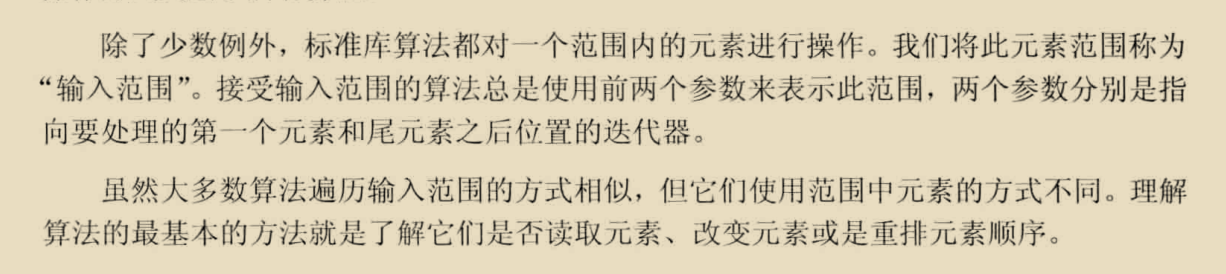 除了少数例外，标准库算法都对一个范围内的元素进行操作。我们将此元素范围称为
“输入范围”。接受输入范围的算法总是使用前两个参数来表示此范围，两个参数分别是指
向要处理的第一个元素和尾元素之后位置的迭代器。
虽然大多数算法遍历输入范围的方式相似，但它们使用范围中元素的方式不同。理解
算法的最基本的方法就是了解它们是否读取元素、改变元素或是重排元素顺序。